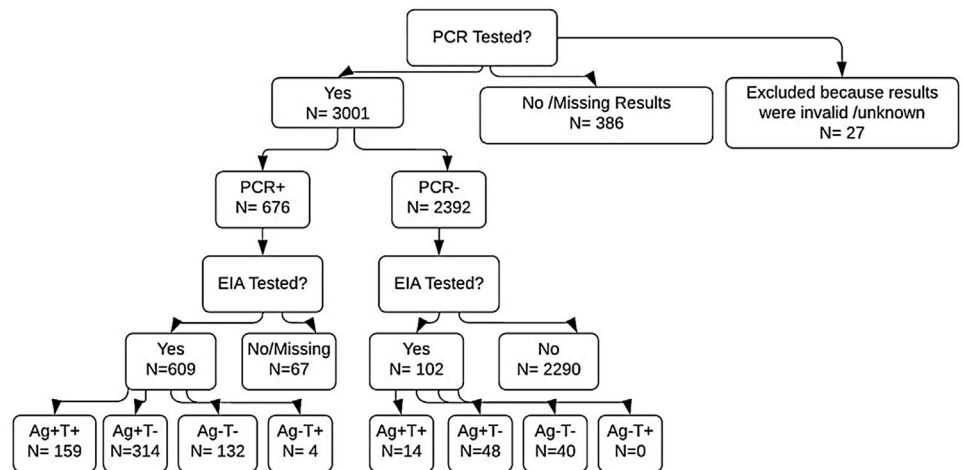 PCR Tested?
Yes
N= 3001
No /Missing Results
N= 386
Excluded because results
were invalid /unknown
N= 27
PCR+
N= 676
PCR-
N= 2392
EIA Tested?
EIA Tested?
Yes
N=609
No/Missing
N=67
Yes
N= 102
No
N= 2290
Ag+T+
N= 159
Ag+T-
N=314
Ag-T-
N= 132
Ag-T+
N= 4
Ag+T+
N=14
Ag+T-
N=48
Ag-T-
N=40
Ag-T+
N=0